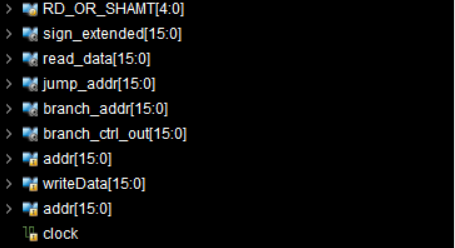 RD_OR_SHAMT[4:0]
sign_extended[15:0]
read_data[15:0]
jump_addr[15:0]
branch_addr[15:0]
branch_ctrl_out[15:0]
addr[15:0]
writeData[15:0]
addr[15:0]
clock